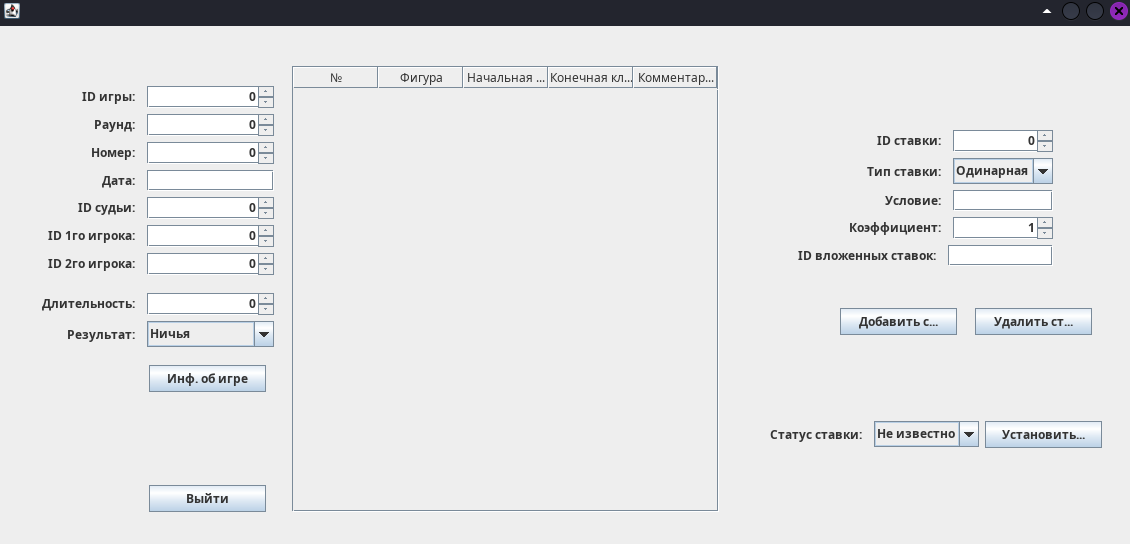 ID игры: 0
Раунд: 0
Номер: 0
Дата:
ID судьи: 0
ID 1го игрока: 0
ID 2го игрока: 0
Длительность: 0
Результат: Ничья
Инф. об игре
Выйти
№ Фигура Начальная ... Конечная кл... Комментар...
ID ставки: 0
Тип ставки: Одинарная
Условие:
Коэффициент: 1
ID вложенных ставок:
Добавить с... Удалить ст...
Статус ставки: Не известно Установить...